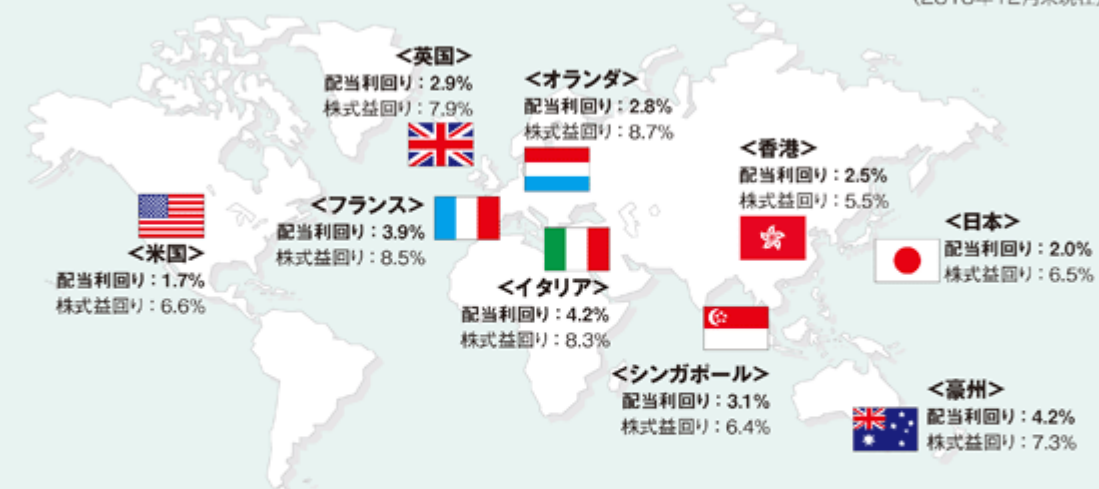 <英国>
配当利回り：2.9%
株式益回り：7.9%
<オランダ>
配当利回り：2.8%
株式益回り：8.7%
<香港>
配当利回り：2.5%
株式益回り：5.5%
<フランス>
配当利回り：3.9%
株式益回り：8.5%
<日本>
配当利回り：2.0%
株式益回り：6.5%
<米国>
配当利回り：1.7%
株式益回り：6.6%
<イタリア>
配当利回り：4.2%
株式益回り：8.3%
<シンガポール>
配当利回り：3.1%
株式益回り：6.4%
<豪州>
配当利回り：4.2%
株式益回り：7.3%